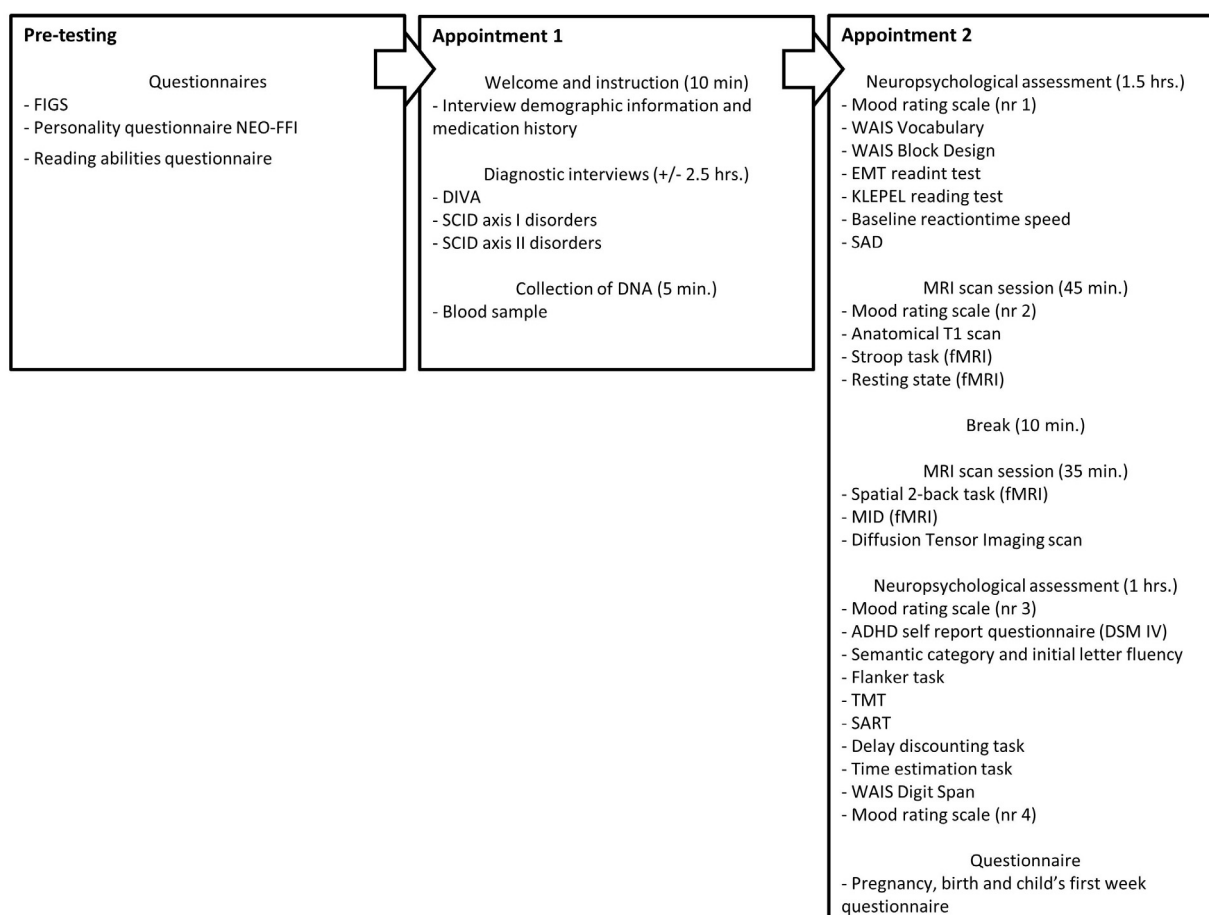 Pre-testing
Questionnaires
- FIGS
- Personality questionnaire NEO-FFI
- Reading abilities questionnaire
Appointment 1
Welcome and instruction (10 min)
- Interview demographic information and
medication history
Diagnostic interviews (+/- 2.5 hrs.)
- DIVA
- SCID axis I disorders
- SCID axis II disorders
Collection of DNA (5 min.)
- Blood sample
Appointment 2
Neuropsychological assessment (1.5 hrs.)
- Mood rating scale (nr 1)
- WAIS Vocabulary
- WAIS Block Design
- EMT readint test
- KLEPEL reading test
- Baseline reactiontime speed
- SAD
MRI scan session (45 min.)
- Mood rating scale (nr 2)
- Anatomical T1 scan
- Stroop task (fMRI)
- Resting state (fMRI)
Break (10 min.)
MRI scan session (35 min.)
- Spatial 2-back task (fMRI)
- MID (fMRI)
- Diffusion Tensor Imaging scan
Neuropsychological assessment (1 hrs.)
- Mood rating scale (nr 3)
- ADHD self report questionnaire (DSM IV)
- Semantic category and initial letter fluency
- Flanker task
- TMT
- SART
- Delay discounting task
- Time estimation task
- WAIS Digit Span
- Mood rating scale (nr 4)
Questionnaire
- Pregnancy, birth and child’s first week
questionnaire